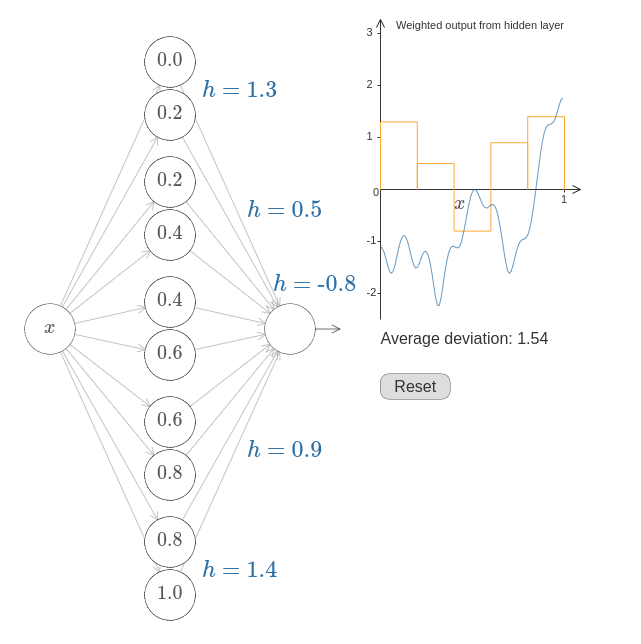 0.0
h = 1.3
0.2
0.2
h = 0.5
0.4
h = -0.8
0.4
x
0.6
0.6
h = 0.9
0.8
0.8
h = 1.4
1.0
Weighted output from hidden layer
3
2
1
0
x
1
-1
-2
Average deviation: 1.54
Reset